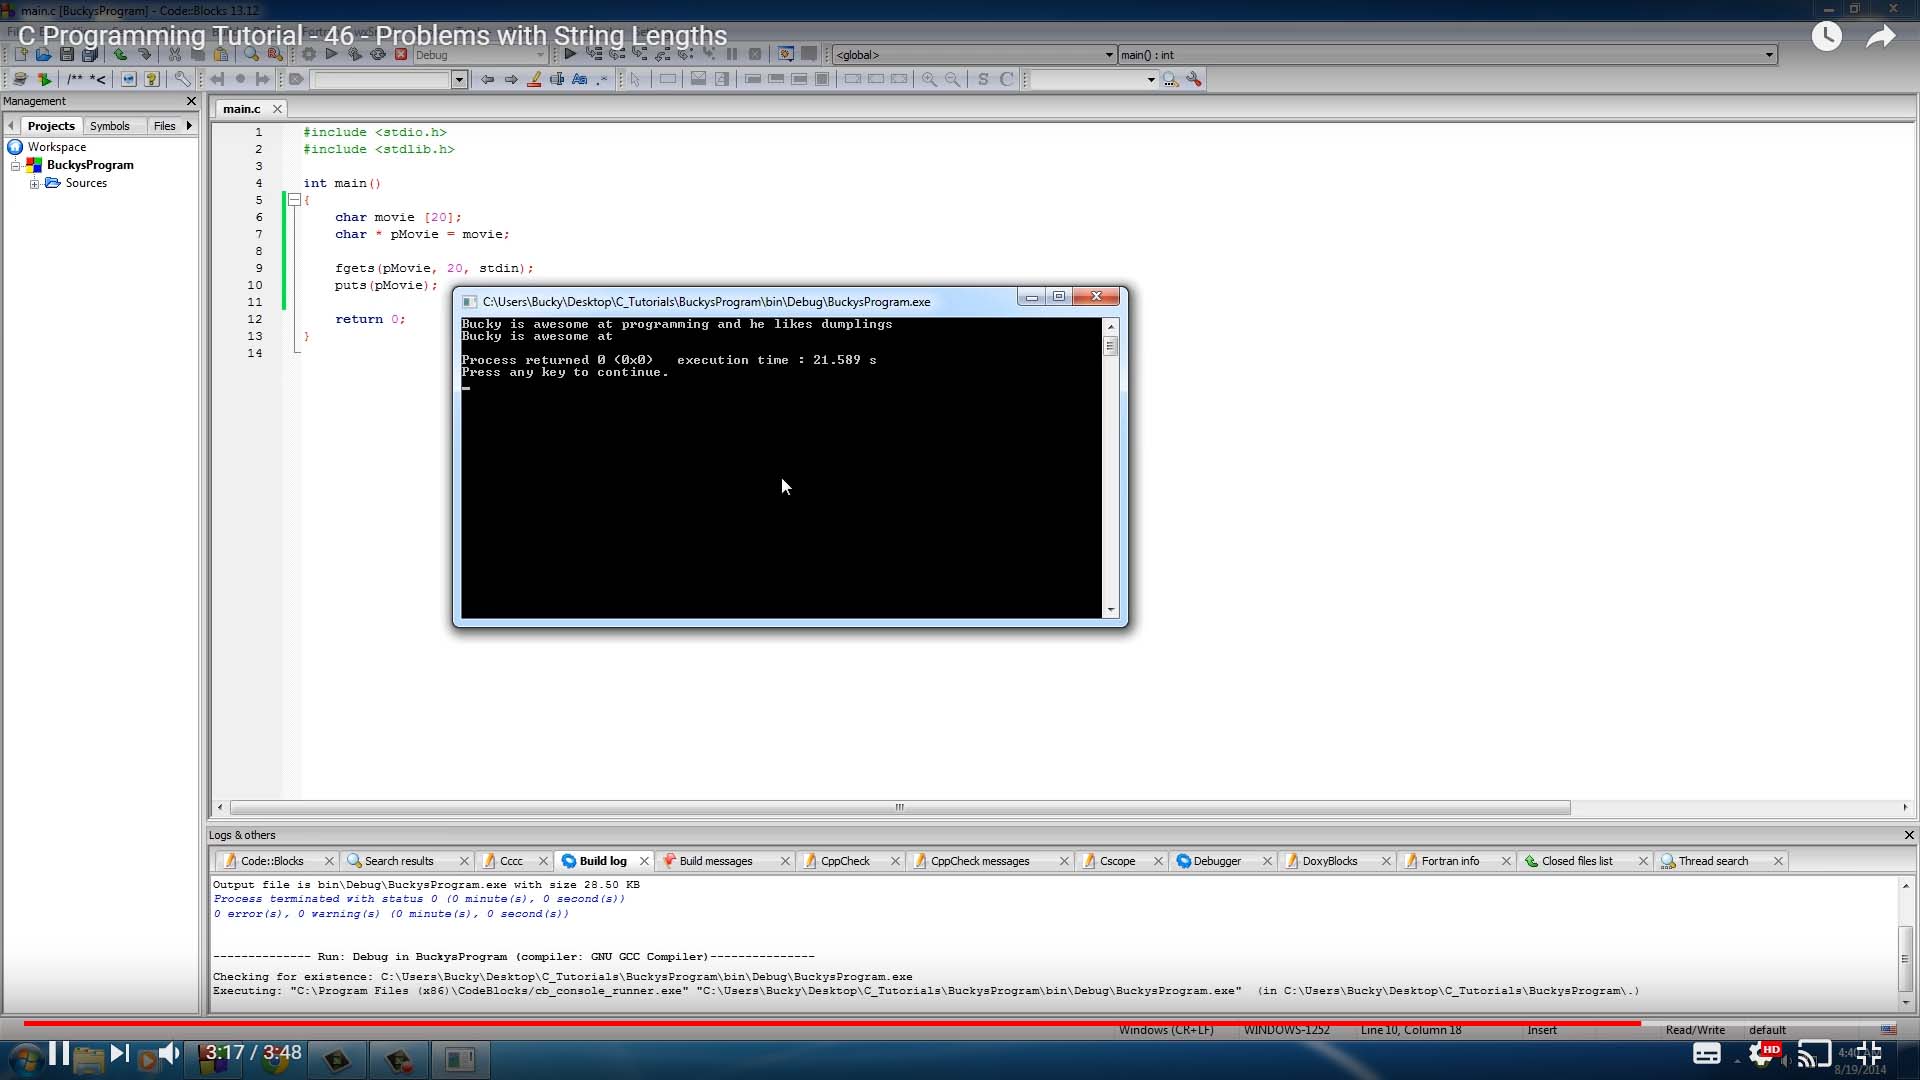 main.c [BuckysProgram] - Code::Blocks 13.12
C Programming Tutorial - 46 - Problems with String Lengths
Debug
<global>
main() : int
/** *<
S C
Management
main.c
Projects Symbols Files
Workspace
BuckysProgram
Sources
1 #include <stdio.h>
2 #include <stdlib.h>
3
4 int main()
5 {
6 char movie [20];
7 char * pMovie = movie;
8
9 fgets(pMovie, 20, stdin);
10 puts(pMovie);
11
12 return 0;
13 }
14
C:\Users\Bucky\Desktop\C_Tutorials\BuckysProgram\bin\Debug\BuckysProgram.exe
Bucky is awesome at programming and he likes dumplings
Bucky is awesome at
Process returned 0 (0x0) execution time : 21.589 s
Press any key to continue.
Logs & others
Code::Blocks Search results Cccc Build log Build messages CppCheck CppCheck messages Cscope Debugger DoxyBlocks Fortran info Closed files list Thread search
Output file is bin\Debug\BuckysProgram.exe with size 28.50 KB
Process terminated with status 0 (0 minute(s), 0 second(s))
0 error(s), 0 warning(s) (0 minute(s), 0 second(s))
-------------- Run: Debug in BuckysProgram (compiler: GNU GCC Compiler)---------------
Checking for existence: C:\Users\Bucky\Desktop\C_Tutorials\BuckysProgram\bin\Debug\BuckysProgram.exe
Executing: "C:\Program Files (x86)\CodeBlocks/cb_console_runner.exe" "C:\Users\Bucky\Desktop\C_Tutorials\BuckysProgram\bin\Debug\BuckysProgram.exe" (in C:\Users\Bucky\Desktop\C_Tutorials\BuckysProgram\.)
Windows (CR+LF) WINDOWS-1252 Line 10, Column 18 Insert Read/Write default
3:17 / 3:48
HD
8/19/2014